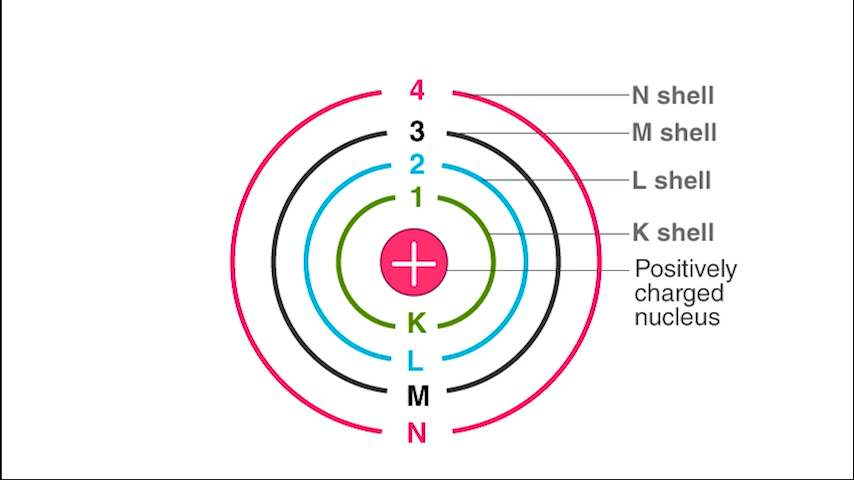 4
3
2
1
K
L
M
N
N shell
M shell
L shell
K shell
Positively
charged
nucleus